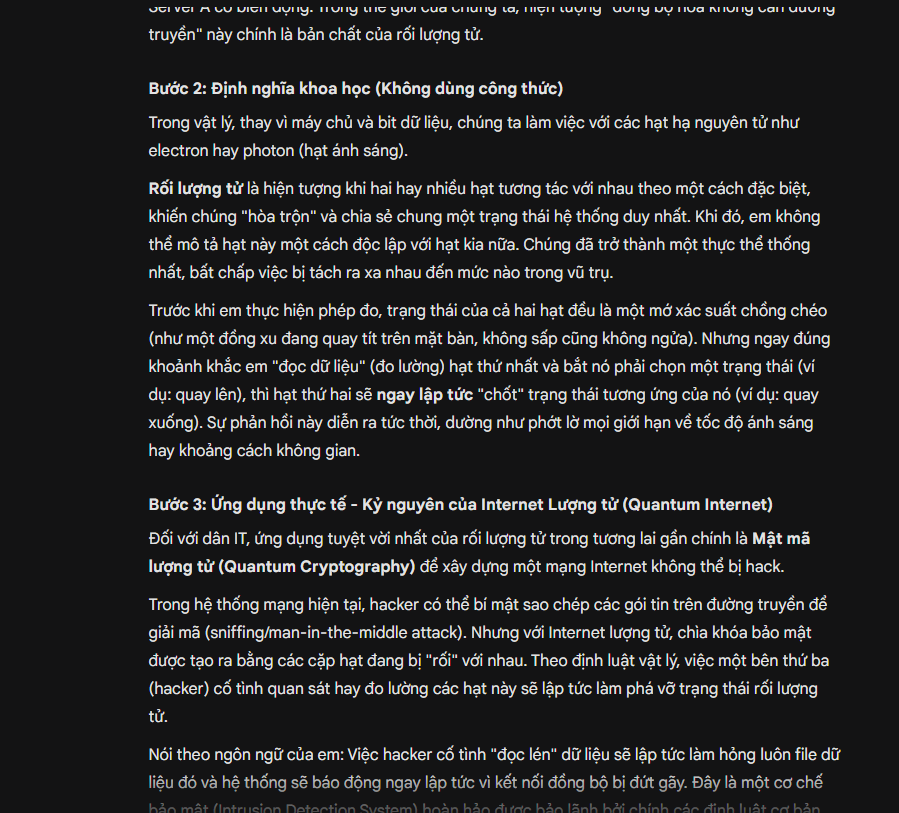 Server A có biến động. Trong thế giới của chúng ta, hiện tượng "đồng bộ hóa không cần đường
truyền" này chính là bản chất của rối lượng tử.
Bước 2: Định nghĩa khoa học (Không dùng công thức)
Trong vật lý, thay vì máy chủ và bit dữ liệu, chúng ta làm việc với các hạt hạ nguyên tử như
electron hay photon (hạt ánh sáng).
Rối lượng tử là hiện tượng khi hai hay nhiều hạt tương tác với nhau theo một cách đặc biệt,
khiến chúng "hòa trộn" và chia sẻ chung một trạng thái hệ thống duy nhất. Khi đó, em không
thể mô tả hạt này một cách độc lập với hạt kia nữa. Chúng đã trở thành một thực thể thống
nhất, bất chấp việc bị tách ra xa nhau đến mức nào trong vũ trụ.
Trước khi em thực hiện phép đo, trạng thái của cả hai hạt đều là một mớ xác suất chồng chéo
(như một đồng xu đang quay tít trên mặt bàn, không sấp cũng không ngửa). Nhưng ngay đúng
khoảnh khắc em "đọc dữ liệu" (đo lường) hạt thứ nhất và bắt nó phải chọn một trạng thái (ví
dụ: quay lên), thì hạt thứ hai sẽ ngay lập tức "chốt" trạng thái tương ứng của nó (ví dụ: quay
xuống). Sự phản hồi này diễn ra tức thời, dường như phớt lờ mọi giới hạn về tốc độ ánh sáng
hay khoảng cách không gian.
Bước 3: Ứng dụng thực tế - Kỷ nguyên của Internet Lượng tử (Quantum Internet)
Đối với dân IT, ứng dụng tuyệt vời nhất của rối lượng tử trong tương lai gần chính là Mật mã
lượng tử (Quantum Cryptography) để xây dựng một mạng Internet không thể bị hack.
Trong hệ thống mạng hiện tại, hacker có thể bí mật sao chép các gói tin trên đường truyền để
giải mã (sniffing/man-in-the-middle attack). Nhưng với Internet lượng tử, chìa khóa bảo mật
được tạo ra bằng các cặp hạt đang bị "rối" với nhau. Theo định luật vật lý, việc một bên thứ ba
(hacker) cố tình quan sát hay đo lường các hạt này sẽ lập tức làm phá vỡ trạng thái rối lượng
tử.
Nói theo ngôn ngữ của em: Việc hacker cố tình "đọc lén" dữ liệu sẽ lập tức làm hỏng luôn file dữ
liệu đó và hệ thống sẽ báo động ngay lập tức vì kết nối đồng bộ bị đứt gãy. Đây là một cơ chế
bảo mật (Intrusion Detection System) hoàn hảo được bảo lãnh bởi chính các định luật cơ bản